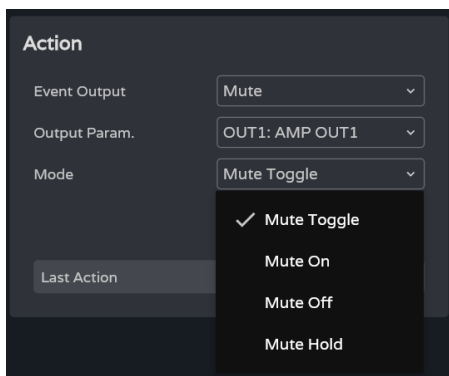 Action
Event Output Mute
Output Param. OUT1: AMP OUT1
Mode Mute Toggle
Mute Toggle
Mute On
Last Action
Mute Off
Mute Hold